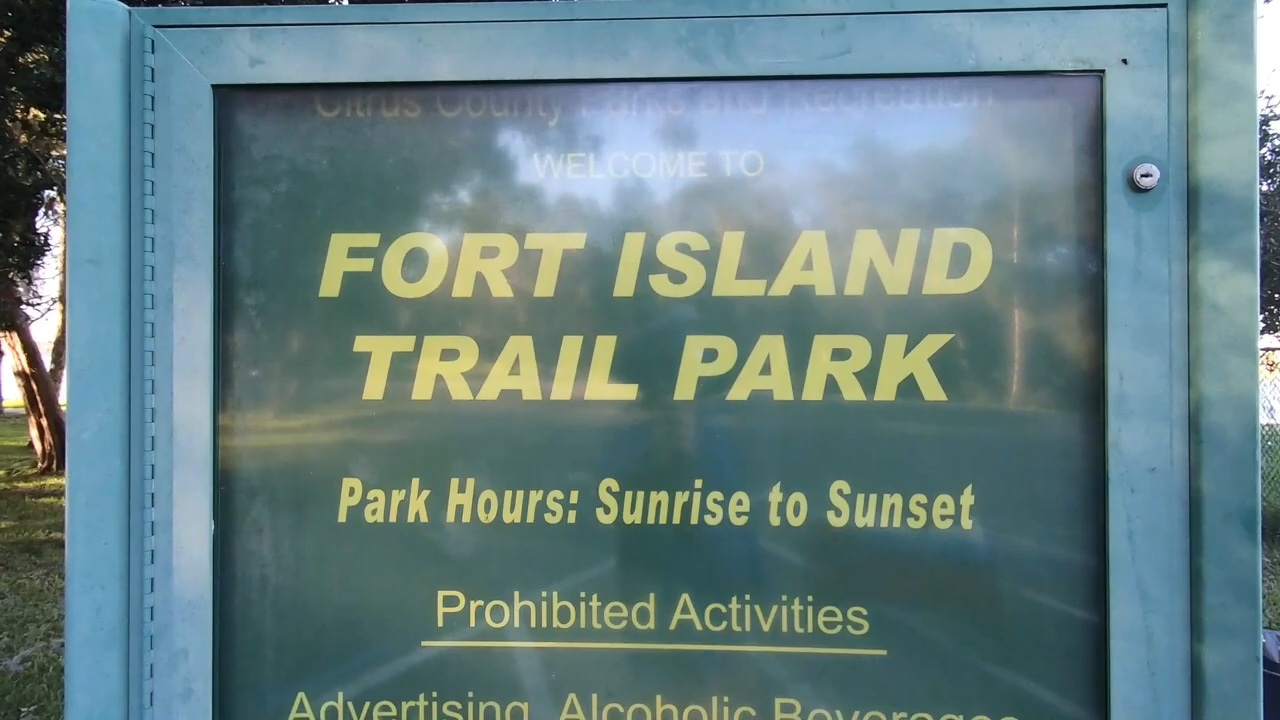 Citrus County Parks and Recreation
WELCOME TO
FORT ISLAND
TRAIL PARK
Park Hours: Sunrise to Sunset
Prohibited Activities
Advertising, Alcoholic Beverages